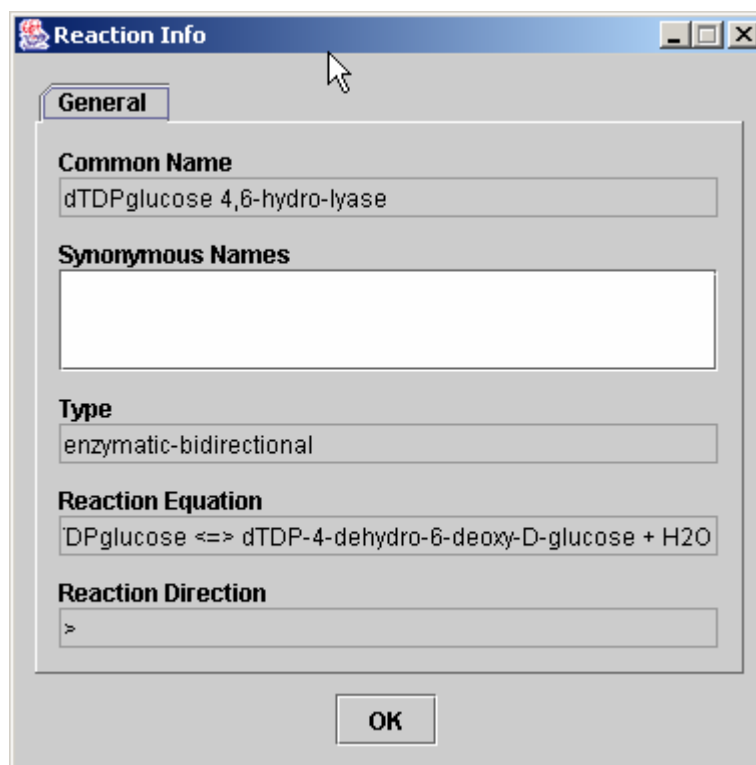 Reaction Info
General
Common Name
dTDPglucose 4,6-hydro-lyase
Synonymous Names
Type
enzymatic-bidirectional
Reaction Equation
DPglucose <=> dTDP-4-dehydro-6-deoxy-D-glucose + H2O
Reaction Direction
>
OK